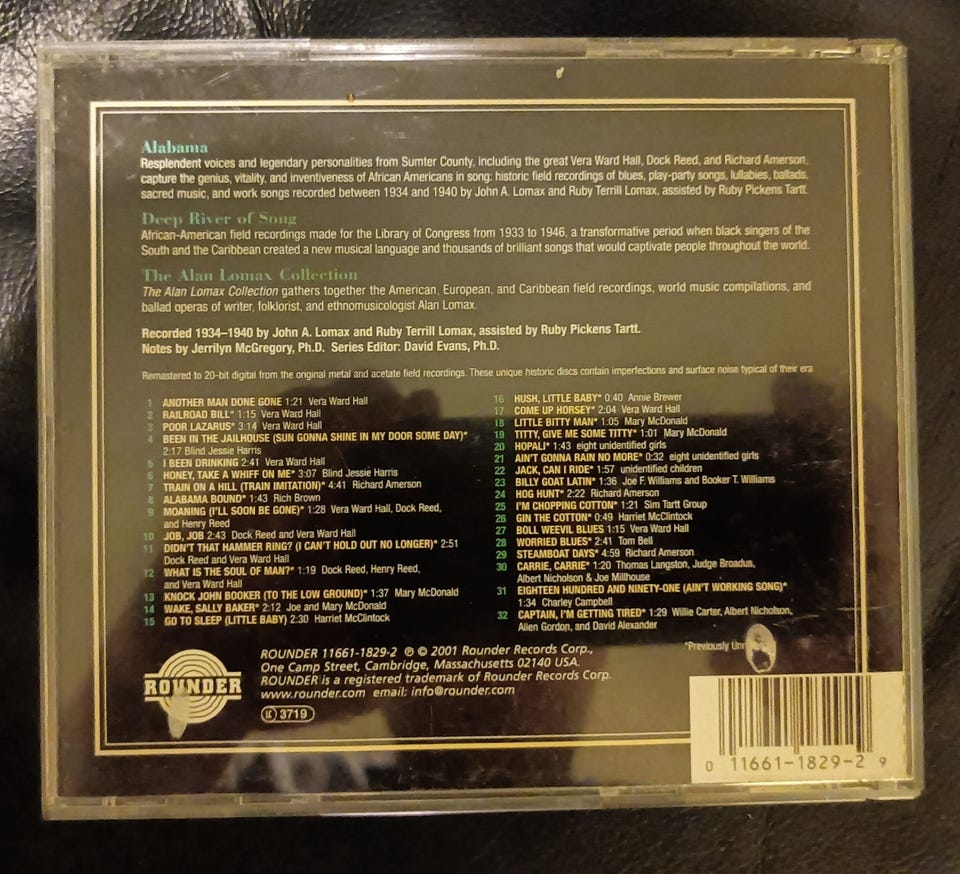 Alabama
Resplendent voices and legendary personalities from Sumter County, including the great Vera Ward Hall, Dock Reed, and Richard Amerson,
capture the genius, vitality, and inventiveness of African Americans in song: historic field recordings of blues, play-party songs, lullabies, ballads,
sacred music, and work songs recorded between 1934 and 1940 by John A. Lomax and Ruby Terrill Lomax, assisted by Ruby Pickens Tartt.
Deep River of Song
African-American field recordings made for the Library of Congress from 1933 to 1946, a transformative period when black singers of the
South and the Caribbean created a new musical language and thousands of brilliant songs that would captivate people throughout the world.
The Alan Lomax Collection
The Alan Lomax Collection gathers together the American, European, and Caribbean field recordings, world music compilations, and
ballad operas of writer, folklorist, and ethnomusicologist Alan Lomax.
Recorded 1934–1940 by John A. Lomax and Ruby Terrill Lomax, assisted by Ruby Pickens Tartt.
Notes by Jerrilyn McGregory, Ph.D. Series Editor: David Evans, Ph.D.
Remastered to 20-bit digital from the original metal and acetate field recordings. These unique historic discs contain imperfections and surface noise typical of their era
1 ANOTHER MAN DONE GONE 1:21 Vera Ward Hall
2 RAILROAD BILL* 1:15 Vera Ward Hall
3 POOR LAZARUS* 3:14 Vera Ward Hall
4 BEEN IN THE JAILHOUSE (SUN GONNA SHINE IN MY DOOR SOME DAY)*
2:17 Blind Jessie Harris
5 I BEEN DRINKING 2:41 Vera Ward Hall
6 HONEY, TAKE A WHIFF ON ME* 3:07 Blind Jessie Harris
7 TRAIN ON A HILL (TRAIN IMITATION)* 4:41 Richard Amerson
8 ALABAMA BOUND* 1:43 Rich Brown
9 MOANING (I'LL SOON BE GONE)* 1:28 Vera Ward Hall, Dock Reed,
and Henry Reed
10 JOB, JOB 2:43 Dock Reed and Vera Ward Hall
11 DIDN'T THAT HAMMER RING? (I CAN'T HOLD OUT NO LONGER)* 2:51
Dock Reed and Vera Ward Hall
12 WHAT IS THE SOUL OF MAN?* 1:19 Dock Reed, Henry Reed,
and Vera Ward Hall
13 KNOCK JOHN BOOKER (TO THE LOW GROUND)* 1:37 Mary McDonald
14 WAKE, SALLY BAKER* 2:12 Joe and Mary McDonald
15 GO TO SLEEP (LITTLE BABY) 2:30 Harriet McClintock
16 HUSH, LITTLE BABY* 0:40 Annie Brewer
17 COME UP HORSEY* 2:04 Vera Ward Hall
18 LITTLE BITTY MAN* 1:05 Mary McDonald
19 TITTY, GIVE ME SOME TITTY* 1:01 Mary McDonald
20 HOPALI* 1:43 eight unidentified girls
21 AIN'T GONNA RAIN NO MORE* 0:32 eight unidentified girls
22 JACK, CAN I RIDE* 1:57 unidentified children
23 BILLY GOAT LATIN* 1:36 Joe F. Williams and Booker T. Williams
24 HOG HUNT* 2:22 Richard Amerson
25 I'M CHOPPING COTTON* 1:21 Sim Tartt Group
26 GIN THE COTTON* 0:49 Harriet McClintock
27 BOLL WEEVIL BLUES 1:15 Vera Ward Hall
28 WORRIED BLUES* 2:41 Tom Bell
29 STEAMBOAT DAYS* 4:59 Richard Amerson
30 CARRIE, CARRIE* 1:20 Thomas Langston, Judge Broadus,
Albert Nicholson & Joe Millhouse
31 EIGHTEEN HUNDRED AND NINETY-ONE (AIN'T WORKING SONG)*
1:34 Charley Campbell
32 CAPTAIN, I'M GETTING TIRED* 1:29 Willie Carter, Albert Nicholson,
Allen Gordon, and David Alexander
*Previously
ROUNDER 11661-1829-2 ℗ © 2001 Rounder Records Corp.,
One Camp Street, Cambridge, Massachusetts 02140 USA.
ROUNDER is a registered trademark of Rounder Records Corp.
www.rounder.com email: info@rounder.com
ROUNDER
LC 3719
0 11661-1829-2 9